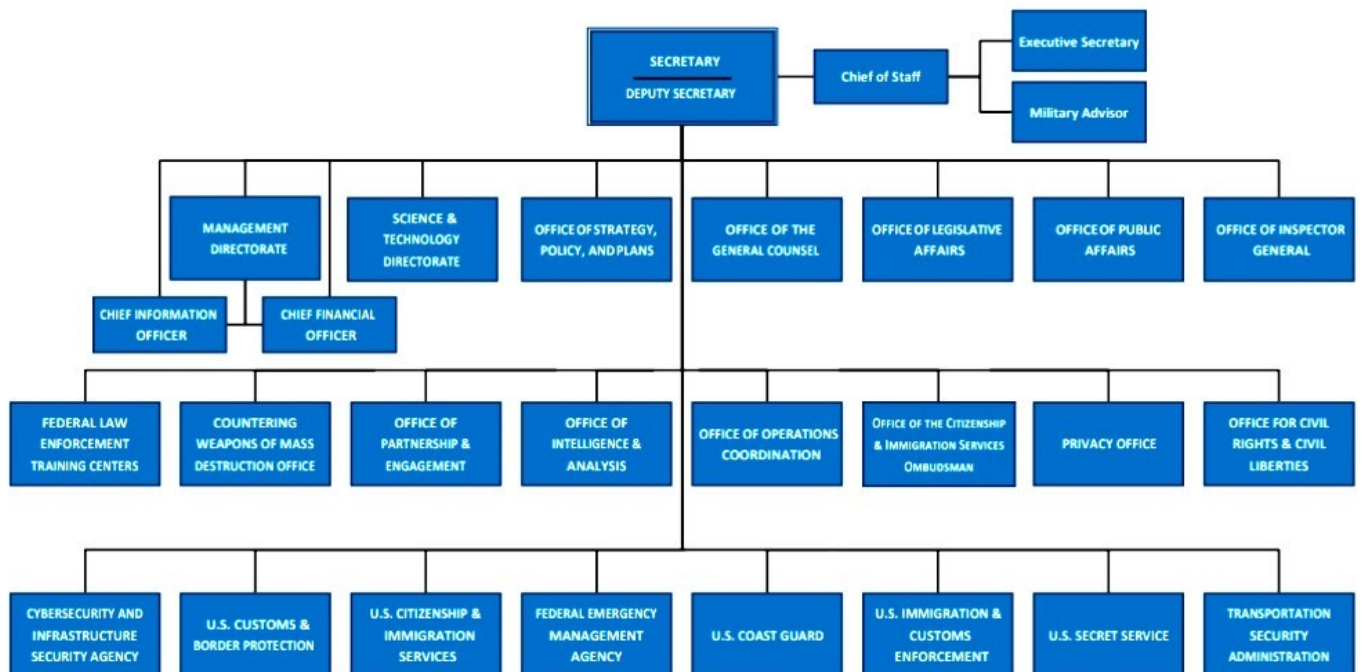 SECRETARY
DEPUTY SECRETARY
Chief of Staff
Executive Secretary
Military Advisor
MANAGEMENT
DIRECTORATE
SCIENCE &
TECHNOLOGY
DIRECTORATE
OFFICE OF STRATEGY,
POLICY, AND PLANS
OFFICE OF THE
GENERAL COUNSEL
OFFICE OF LEGISLATIVE
AFFAIRS
OFFICE OF PUBLIC
AFFAIRS
OFFICE OF INSPECTOR
GENERAL
CHIEF INFORMATION
OFFICER
CHIEF FINANCIAL
OFFICER
FEDERAL LAW
ENFORCEMENT
TRAINING CENTERS
COUNTERING
WEAPONS OF MASS
DESTRUCTION OFFICE
OFFICE OF
PARTNERSHIP &
ENGAGEMENT
OFFICE OF
INTELLIGENCE &
ANALYSIS
OFFICE OF OPERATIONS
COORDINATION
OFFICE OF THE CITIZENSHIP
& IMMIGRATION SERVICES
OMBUDSMAN
PRIVACY OFFICE
OFFICE FOR CIVIL
RIGHTS & CIVIL
LIBERTIES
CYBERSECURITY AND
INFRASTRUCTURE
SECURITY AGENCY
U.S. CUSTOMS &
BORDER PROTECTION
U.S. CITIZENSHIP &
IMMIGRATION
SERVICES
FEDERAL EMERGENCY
MANAGEMENT
AGENCY
U.S. COAST GUARD
U.S. IMMIGRATION &
CUSTOMS
ENFORCEMENT
U.S. SECRET SERVICE
TRANSPORTATION
SECURITY
ADMINISTRATION